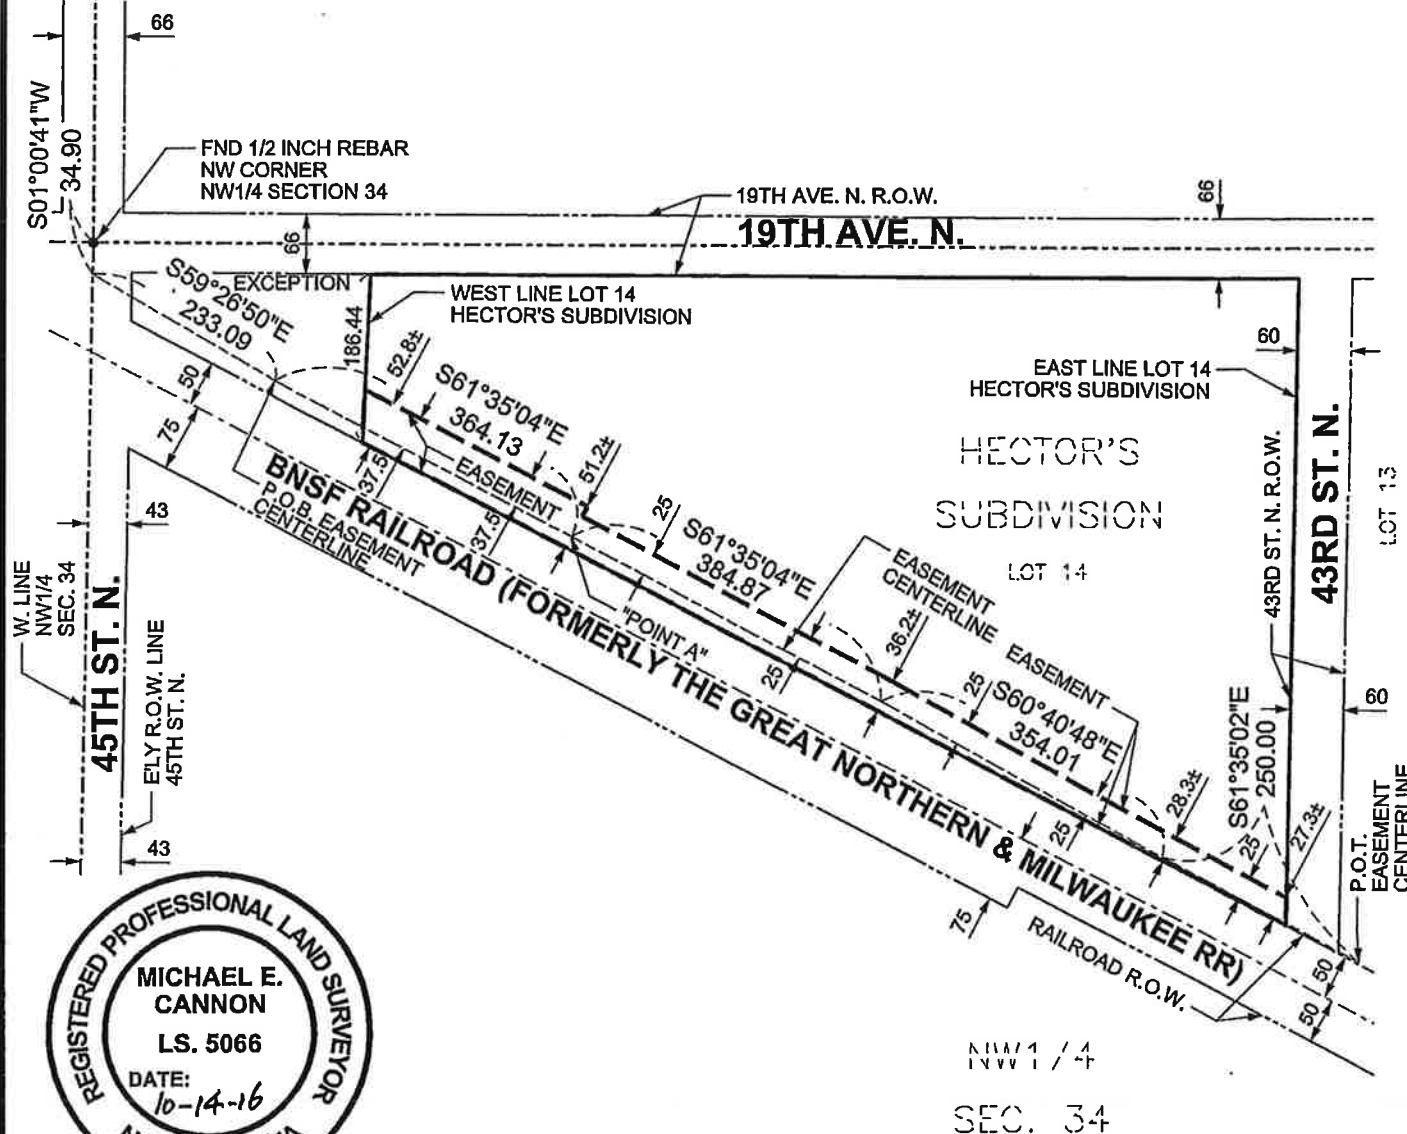 66
S01°00'41"W
34.90
FND 1/2 INCH REBAR
NW CORNER
NW1/4 SECTION 34
19TH AVE. N. R.O.W.
66
66
19TH AVE. N.
EXCEPTION
S59°26'50"E
233.09
WEST LINE LOT 14
HECTOR'S SUBDIVISION
186.44
52.8±
S61°35'04"E
364.13
51.2±
50
75
60
EAST LINE LOT 14
HECTOR'S SUBDIVISION
HECTOR'S
SUBDIVISION
LOT 14
43RD ST. N. R.O.W.
43RD ST. N.
LOT 13
EASEMENT
37.5
37.5
P.O.B. EASEMENT
CENTERLINE
BNSF RAILROAD (FORMERLY THE GREAT NORTHERN & MILWAUKEE RR)
"POINT A"
25
S61°35'04"E
384.87
EASEMENT
CENTERLINE
25
36.2±
EASEMENT
25
S60°40'48"E
354.01
25
28.3±
S61°35'02"E
250.00
25
27.3±
60
P.O.T.
EASEMENT
CENTERLINE
43
W. LINE
NW1/4
SEC. 34
45TH ST. N.
E'LY R.O.W. LINE
45TH ST. N.
43
75
RAILROAD R.O.W.
50
50
REGISTERED PROFESSIONAL LAND SURVEYOR
MICHAEL E.
CANNON
LS. 5066
DATE:
10-14-16
NW1/4
SEC. 34